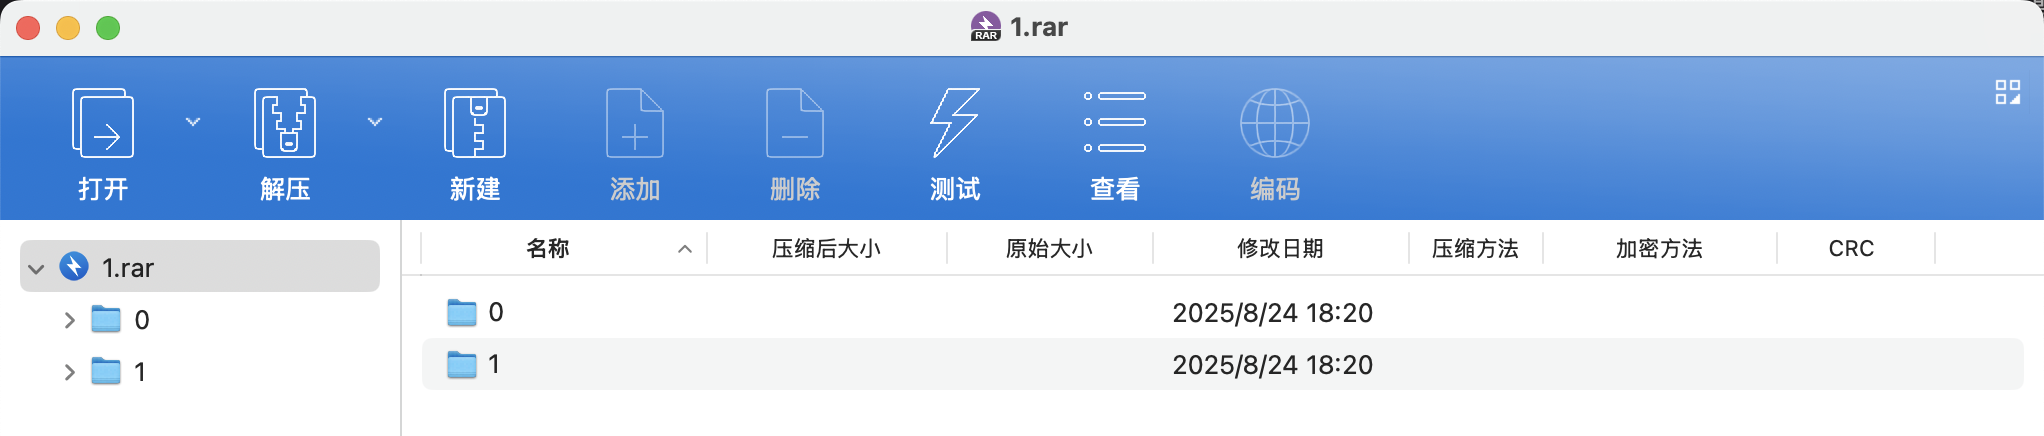 1.rar
打开 解压 新建 添加 删除 测试 查看 编码
1.rar
0
1
名称 压缩后大小 原始大小 修改日期 压缩方法 加密方法 CRC
0 2025/8/24 18:20
1 2025/8/24 18:20
RAR